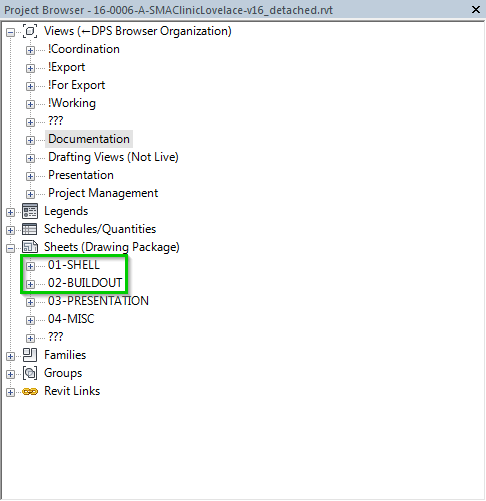 Project Browser - 16-0006-A-SMAClinicLovelace-v16_detached.rvt
Views (←DPS Browser Organization)
!Coordination
!Export
!For Export
!Working
???
Documentation
Drafting Views (Not Live)
Presentation
Project Management
Legends
Schedules/Quantities
Sheets (Drawing Package)
01-SHELL
02-BUILDOUT
03-PRESENTATION
04-MISC
???
Families
Groups
Revit Links